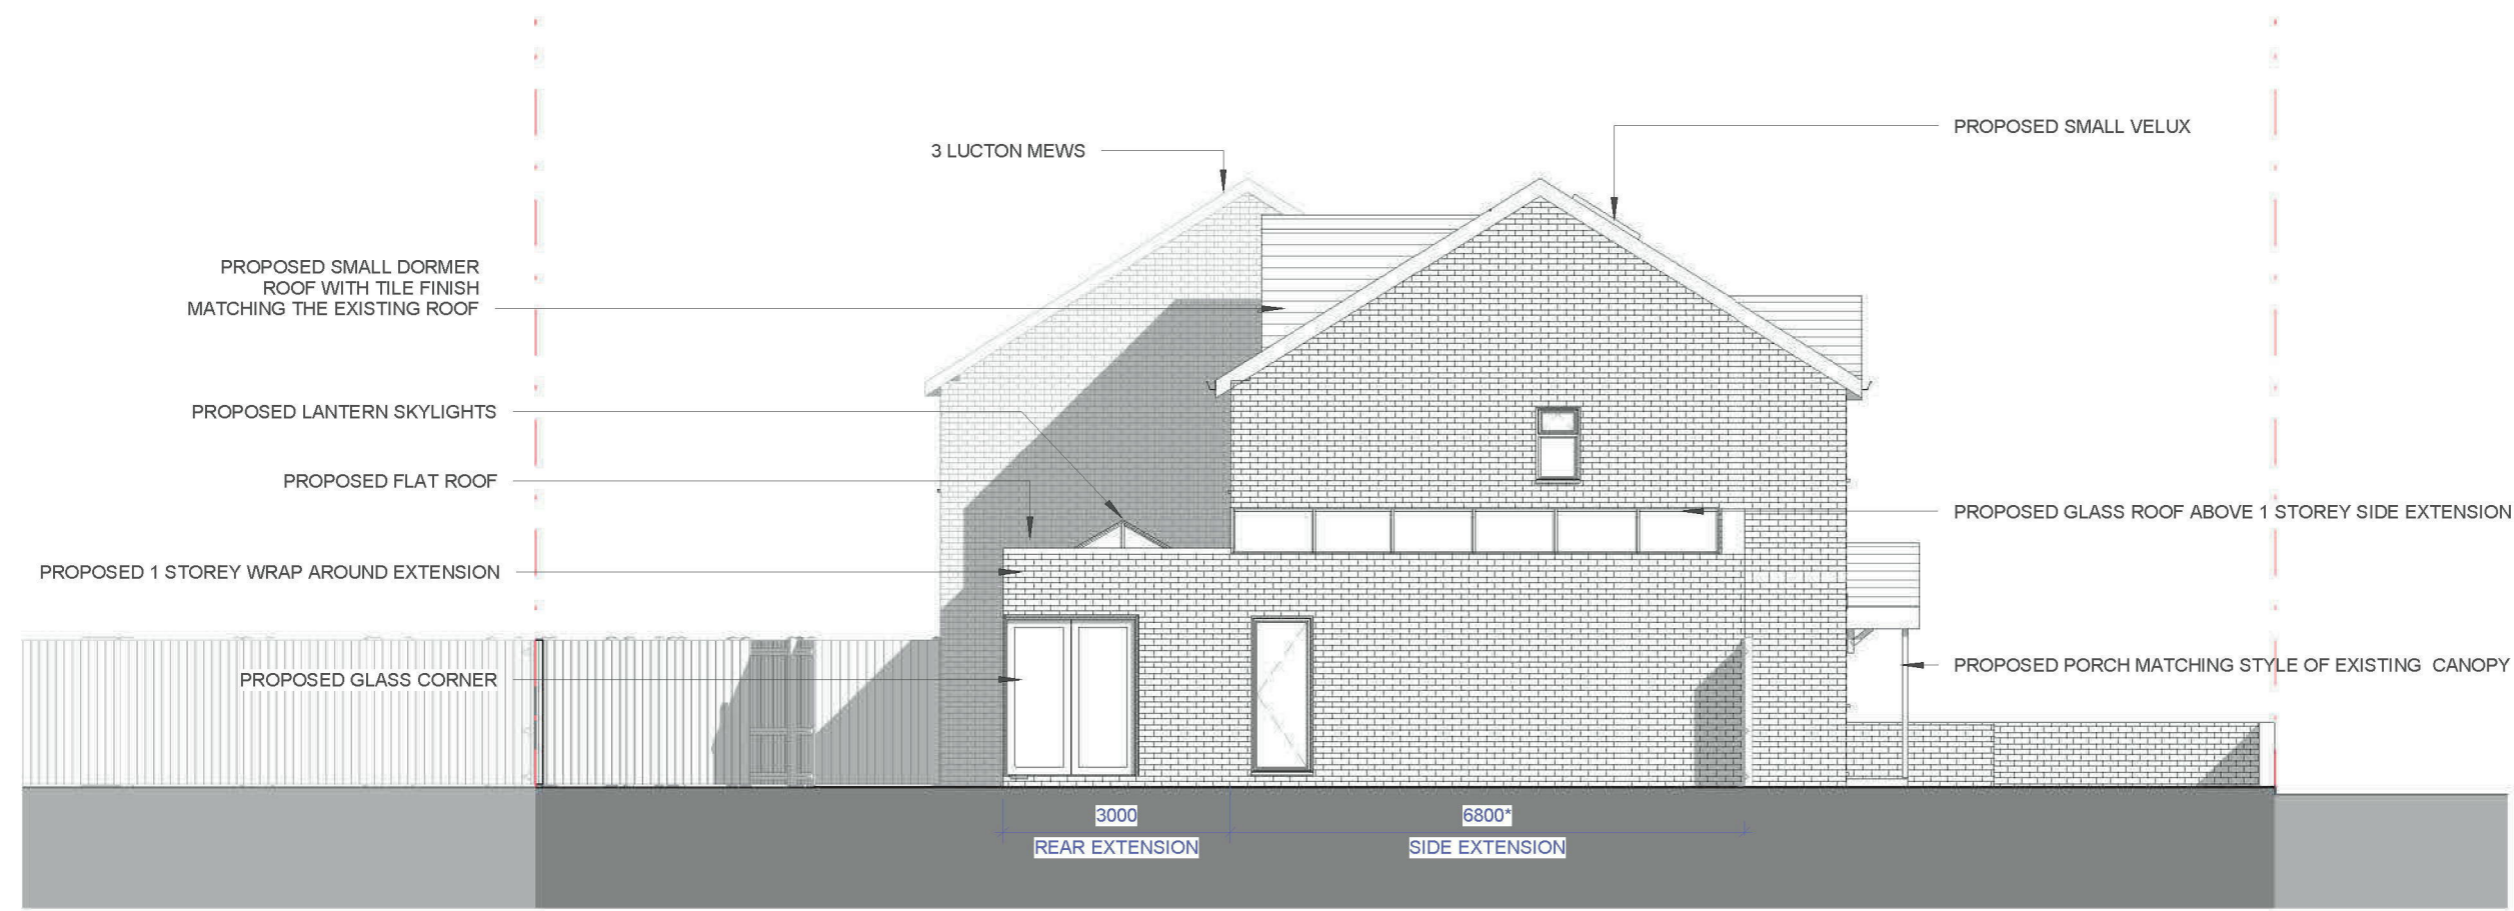 PROPOSED SMALL VELUX
3 LUCTON MEWS
PROPOSED SMALL DORMER
ROOF WITH TILE FINISH
MATCHING THE EXISTING ROOF
PROPOSED LANTERN SKYLIGHTS
PROPOSED FLAT ROOF
PROPOSED GLASS ROOF ABOVE 1 STOREY SIDE EXTENSION
PROPOSED 1 STOREY WRAP AROUND EXTENSION
PROPOSED PORCH MATCHING STYLE OF EXISTING CANOPY
PROPOSED GLASS CORNER
3000
REAR EXTENSION
6800*
SIDE EXTENSION